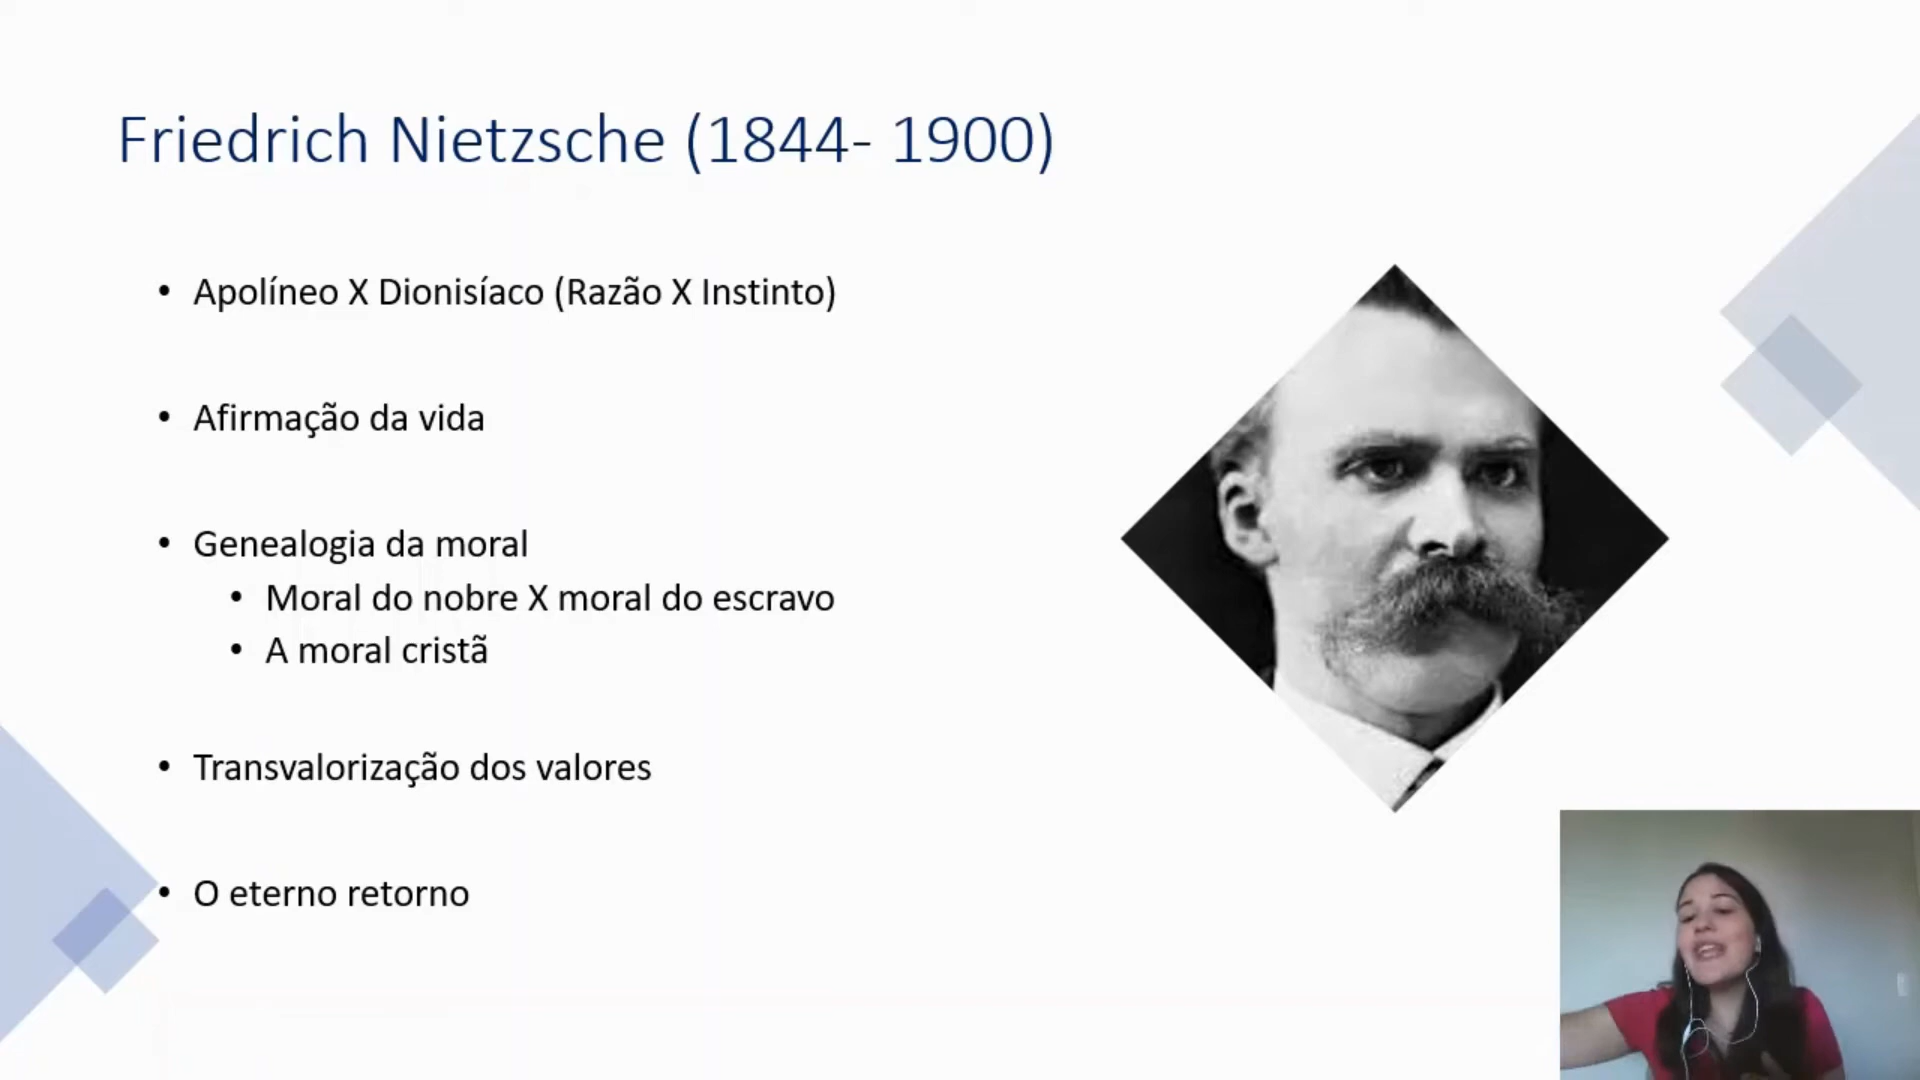 Friedrich Nietzsche (1844- 1900)
• Apolíneo X Dionisíaco (Razão X Instinto)
• Afirmação da vida
• Genealogia da moral
• Moral do nobre X moral do escravo
• A moral cristã
• Transvalorização dos valores
• O eterno retorno